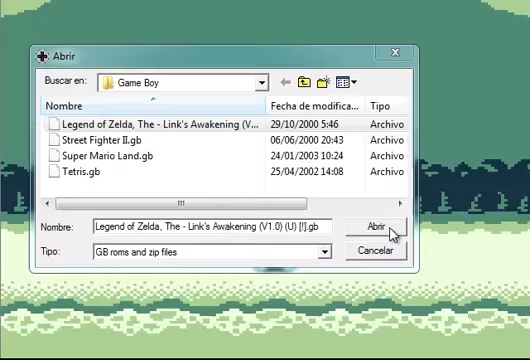 Abrir
Buscar en: Game Boy
Nombre Fecha de modifica... Tipo
Legend of Zelda, The - Link's Awakening (V... 29/10/2000 5:46 Archivo
Street Fighter II.gb 06/06/2000 20:43 Archivo
Super Mario Land.gb 24/01/2003 10:24 Archivo
Tetris.gb 25/04/2002 14:08 Archivo
Nombre: Legend of Zelda, The - Link's Awakening (V1.0) (U) [!].gb Abrir
Tipo: GB roms and zip files Cancelar